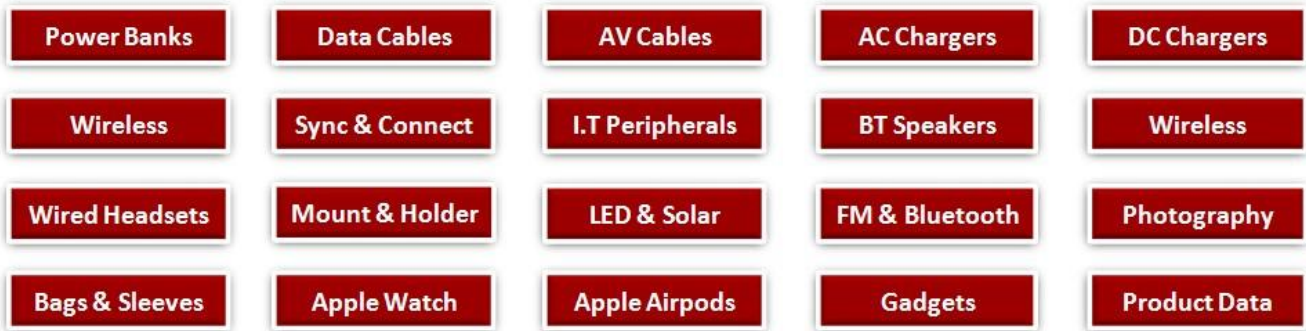 Power Banks
Data Cables
AV Cables
AC Chargers
DC Chargers
Wireless
Sync & Connect
I.T Peripherals
BT Speakers
Wireless
Wired Headsets
Mount & Holder
LED & Solar
FM & Bluetooth
Photography
Bags & Sleeves
Apple Watch
Apple Airpods
Gadgets
Product Data